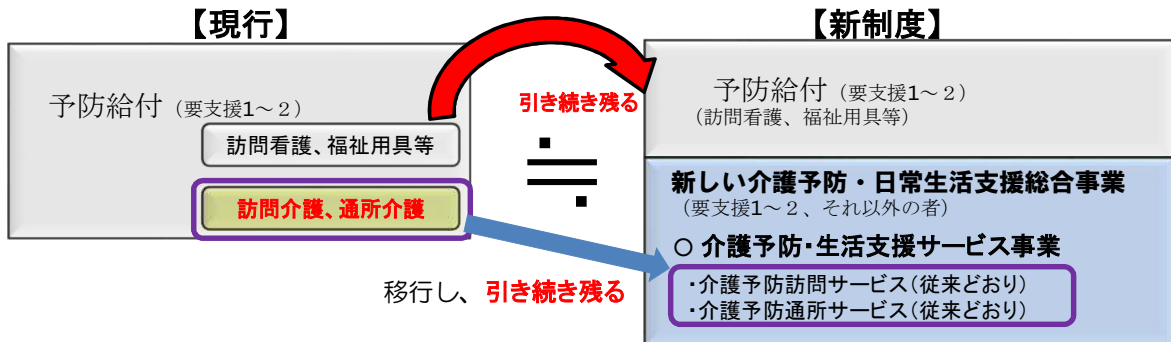 【現行】
予防給付(要支援1~2)
訪問看護、福祉用具等
訪問介護、通所介護
引き続き残る
≒
移行し、引き続き残る
【新制度】
予防給付(要支援1~2)
(訪問看護、福祉用具等)
新しい介護予防・日常生活支援総合事業
(要支援1~2、それ以外の者)
○ 介護予防・生活支援サービス事業
・介護予防訪問サービス(従来どおり)
・介護予防通所サービス(従来どおり)